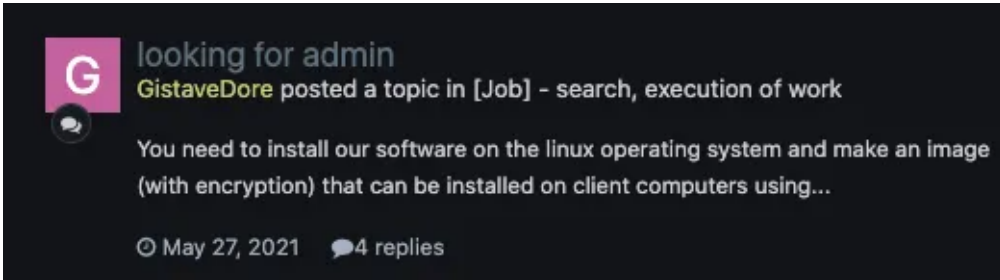 G
looking for admin
GistaveDore posted a topic in [Job] - search, execution of work
You need to install our software on the linux operating system and make an image
(with encryption) that can be installed on client computers using...
May 27, 2021 4 replies